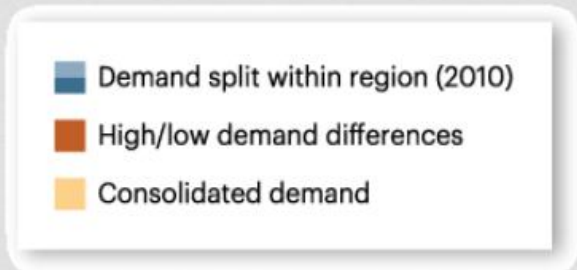 Demand split within region (2010)
High/low demand differences
Consolidated demand